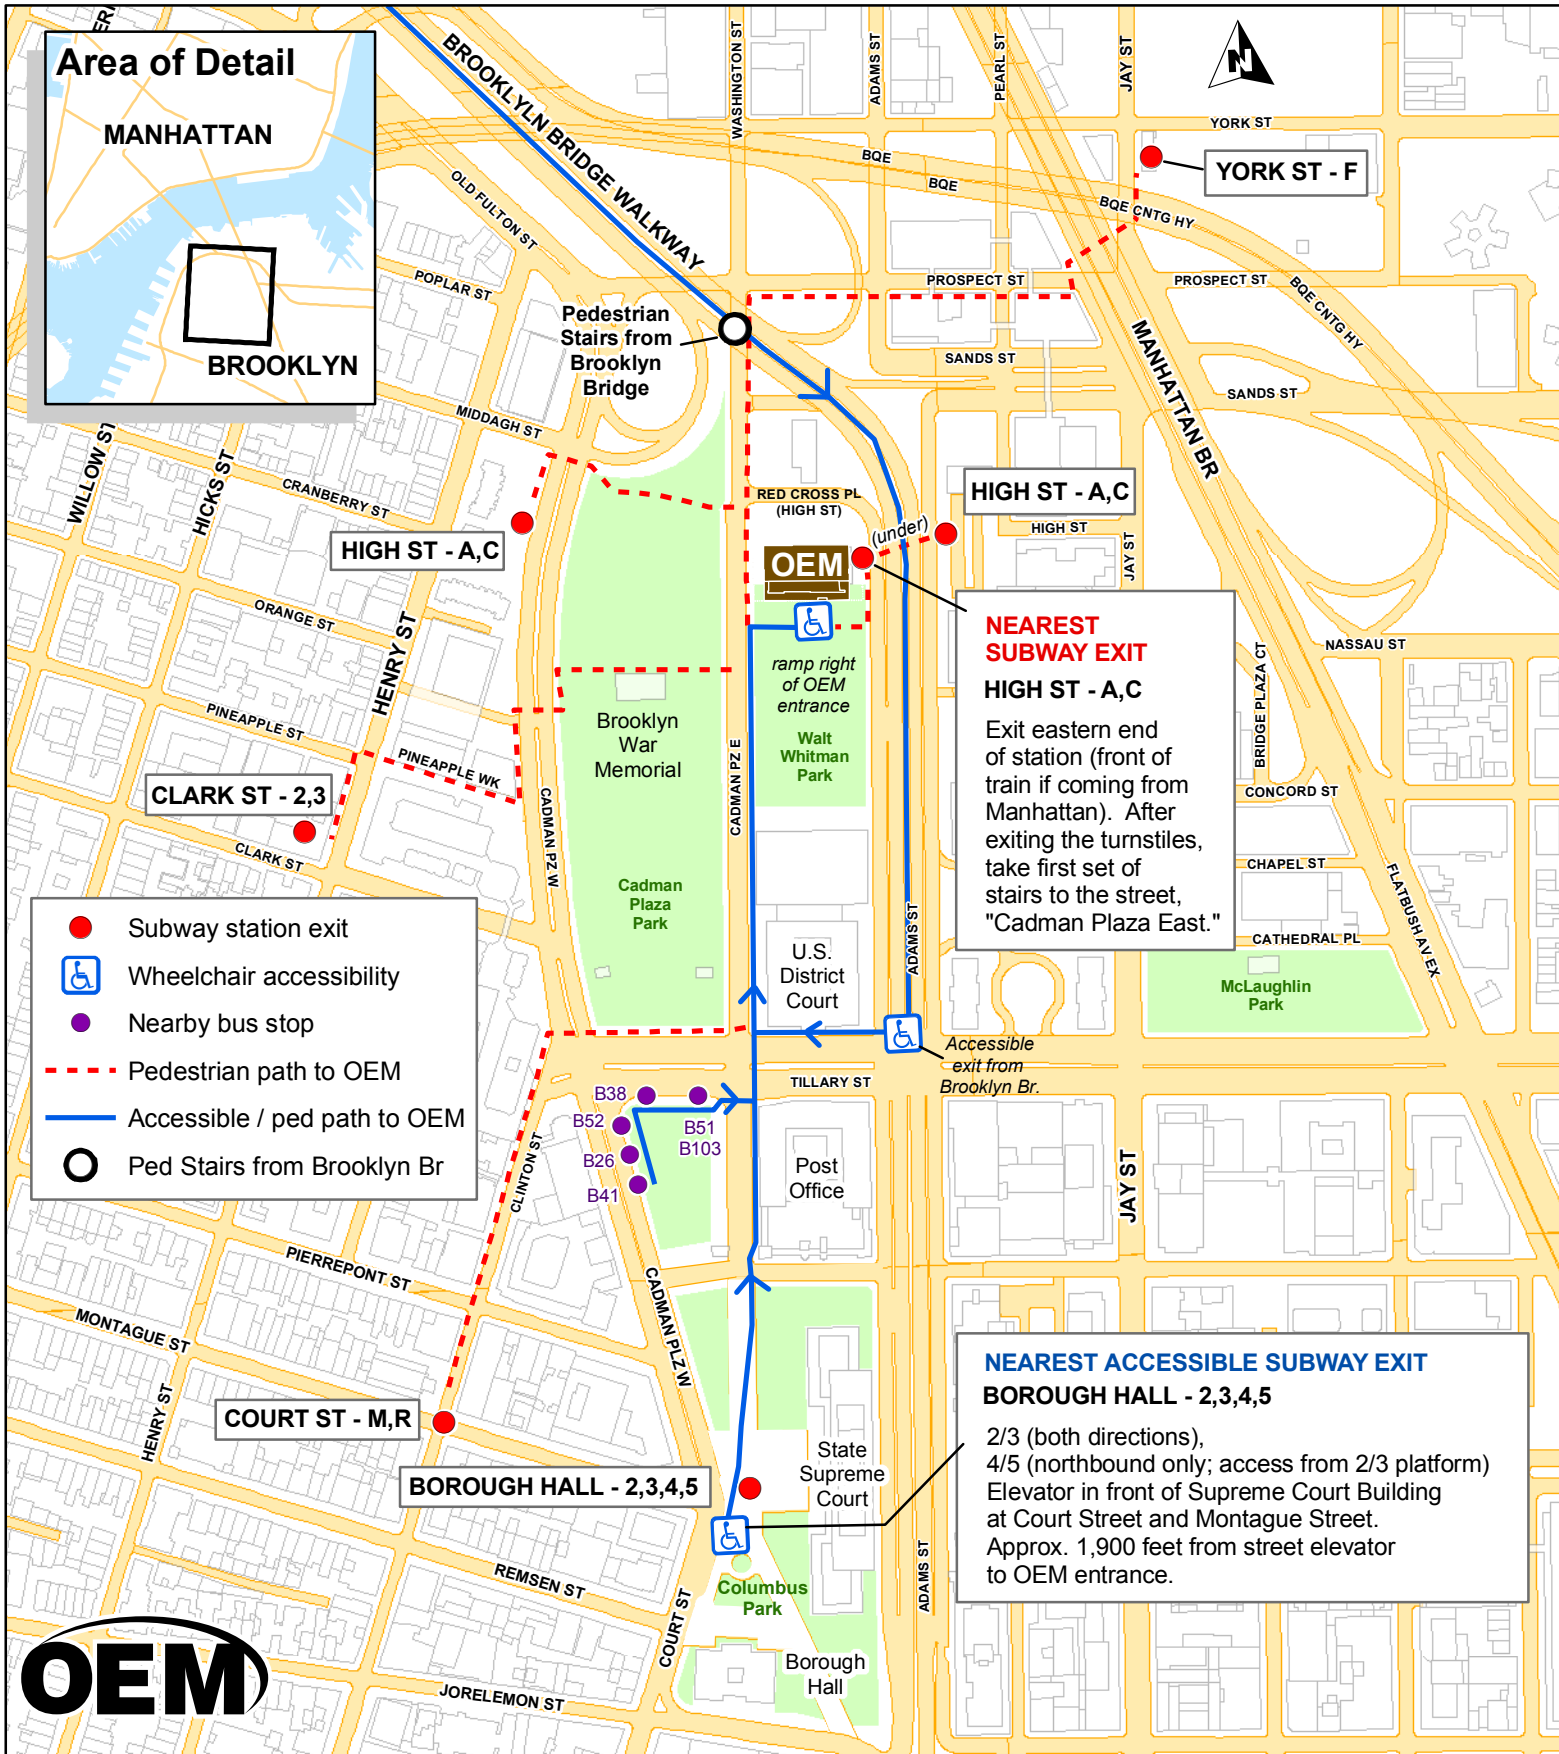 Area of Detail
MANHATTAN
BROOKLYN
BROOKLYLN BRIDGE WALKWAY
WASHINGTON ST
ADAMS ST
PEARL ST
JAY ST
N
YORK ST
YORK ST - F
BQE
BQE
BQE CNTG HY
BQE CNTG HY
OLD FULTON ST
POPLAR ST
PROSPECT ST
PROSPECT ST
Pedestrian
Stairs from
Brooklyn
Bridge
SANDS ST
SANDS ST
MANHATTAN BR
MIDDAGH ST
WILLOW ST
HICKS ST
CRANBERRY ST
HIGH ST - A,C
RED CROSS PL
(HIGH ST)
HIGH ST - A,C
(under)
HIGH ST
JAY ST
OEM
ORANGE ST
HENRY ST
NEAREST
SUBWAY EXIT
HIGH ST - A,C
Exit eastern end
of station (front of
train if coming from
Manhattan). After
exiting the turnstiles,
take first set of
stairs to the street,
"Cadman Plaza East."
NASSAU ST
BRIDGE PLAZA CT
ramp right
of OEM
entrance
Walt
Whitman
Park
Brooklyn
War
Memorial
PINEAPPLE ST
PINEAPPLE WK
CLARK ST - 2,3
CLARK ST
CADMAN PZ W
CADMAN PZ E
CONCORD ST
CHAPEL ST
FLATBUSH AV EX
CATHEDRAL PL
McLaughlin
Park
Cadman
Plaza
Park
U.S.
District
Court
ADAMS ST
Subway station exit
Wheelchair accessibility
Nearby bus stop
Pedestrian path to OEM
Accessible / ped path to OEM
Ped Stairs from Brooklyn Br
Accessible
exit from
Brooklyn Br.
TILLARY ST
B38
B52
B26
B41
B51
B103
CLINTON ST
Post
Office
JAY ST
PIERREPONT ST
MONTAGUE ST
CADMAN PLZ W
HENRY ST
COURT ST - M,R
BOROUGH HALL - 2,3,4,5
State
Supreme
Court
NEAREST ACCESSIBLE SUBWAY EXIT
BOROUGH HALL - 2,3,4,5
2/3 (both directions),
4/5 (northbound only; access from 2/3 platform)
Elevator in front of Supreme Court Building
at Court Street and Montague Street.
Approx. 1,900 feet from street elevator
to OEM entrance.
REMSEN ST
Columbus
Park
COURT ST
ADAMS ST
Borough
Hall
JORELEMON ST
OEM